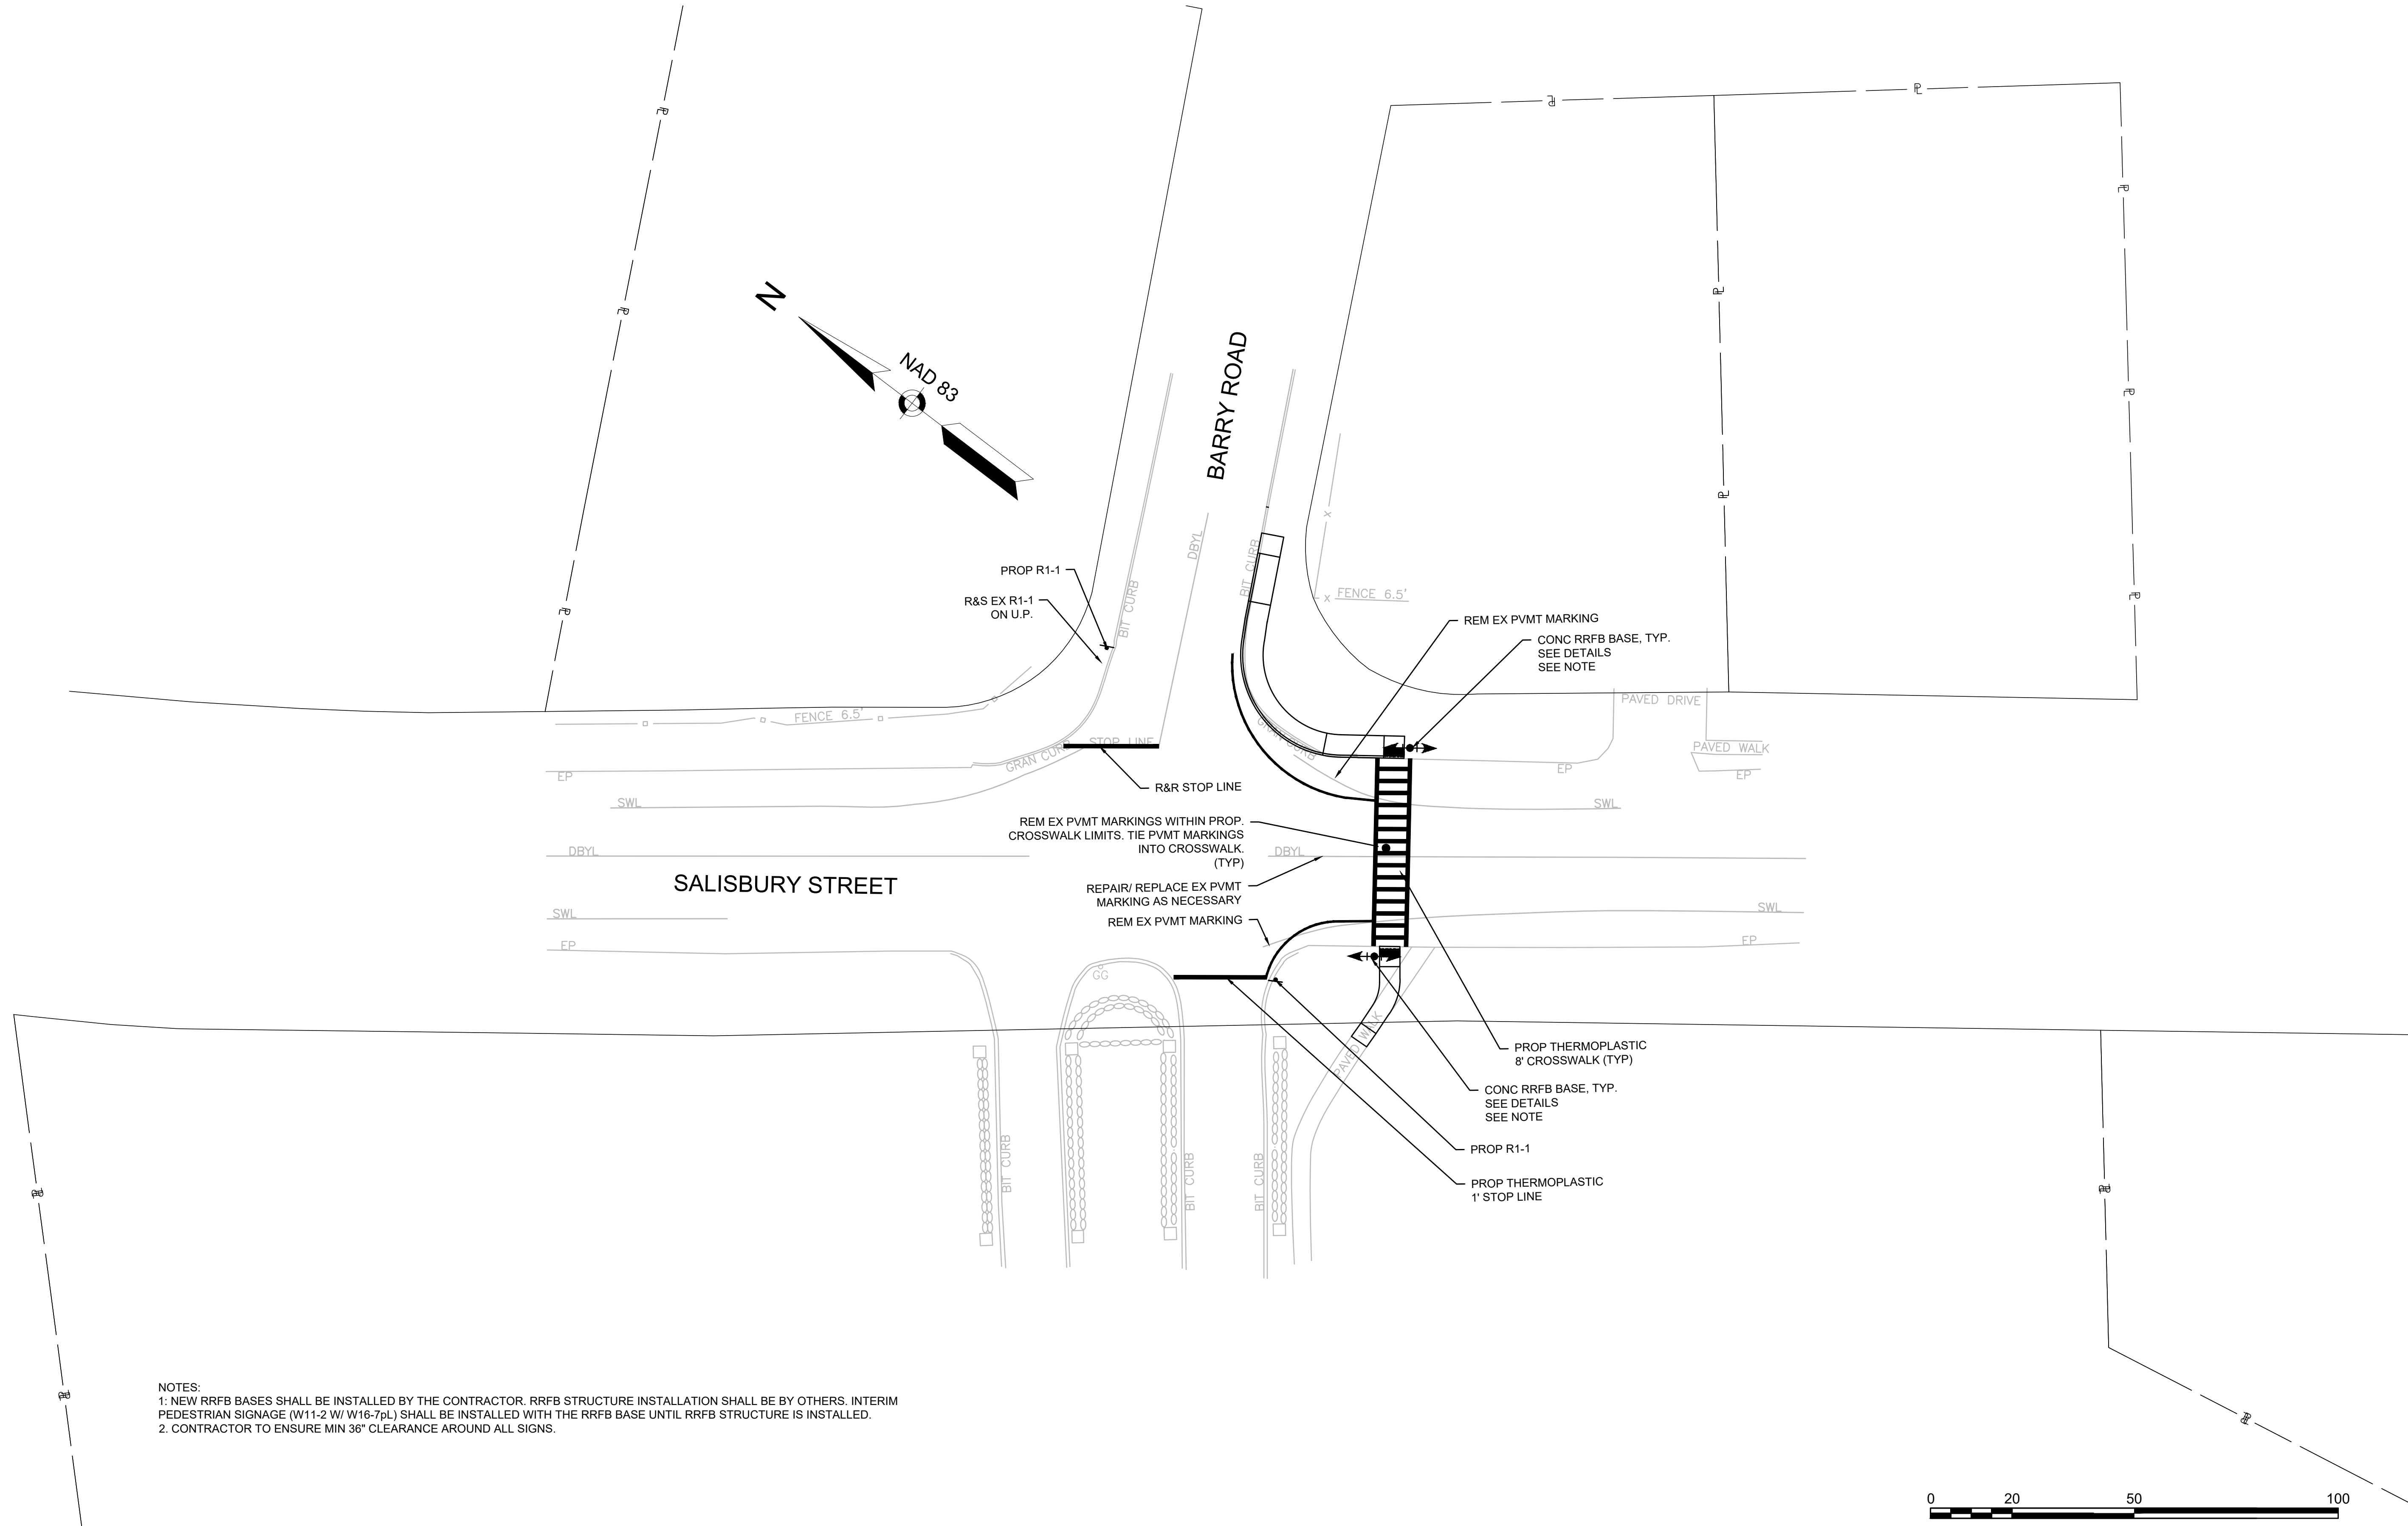 N
NAD 83
BARRY ROAD
DBYL
BIT CURB
BIT CURB
PROP R1-1
R&S EX R1-1
ON U.P.
FENCE 6.5'
REM EX PVMT MARKING
CONC RRFB BASE, TYP.
SEE DETAILS
SEE NOTE
FENCE 6.5'
PAVED DRIVE
PAVED WALK
EP
GRAN CURB
STOP LINE
GRAN CURB
EP
EP
SWL
R&R STOP LINE
SWL
REM EX PVMT MARKINGS WITHIN PROP.
CROSSWALK LIMITS. TIE PVMT MARKINGS
INTO CROSSWALK.
(TYP)
DBYL
DBYL
SALISBURY STREET
REPAIR/ REPLACE EX PVMT
MARKING AS NECESSARY
REM EX PVMT MARKING
SWL
SWL
EP
EP
GG
PAVED WALK
PROP THERMOPLASTIC
8' CROSSWALK (TYP)
CONC RRFB BASE, TYP.
SEE DETAILS
SEE NOTE
PROP R1-1
PROP THERMOPLASTIC
1' STOP LINE
BIT CURB
BIT CURB
BIT CURB
NOTES:
1: NEW RRFB BASES SHALL BE INSTALLED BY THE CONTRACTOR. RRFB STRUCTURE INSTALLATION SHALL BE BY OTHERS. INTERIM
PEDESTRIAN SIGNAGE (W11-2 W/ W16-7pL) SHALL BE INSTALLED WITH THE RRFB BASE UNTIL RRFB STRUCTURE IS INSTALLED.
2. CONTRACTOR TO ENSURE MIN 36" CLEARANCE AROUND ALL SIGNS.
0 20 50 100